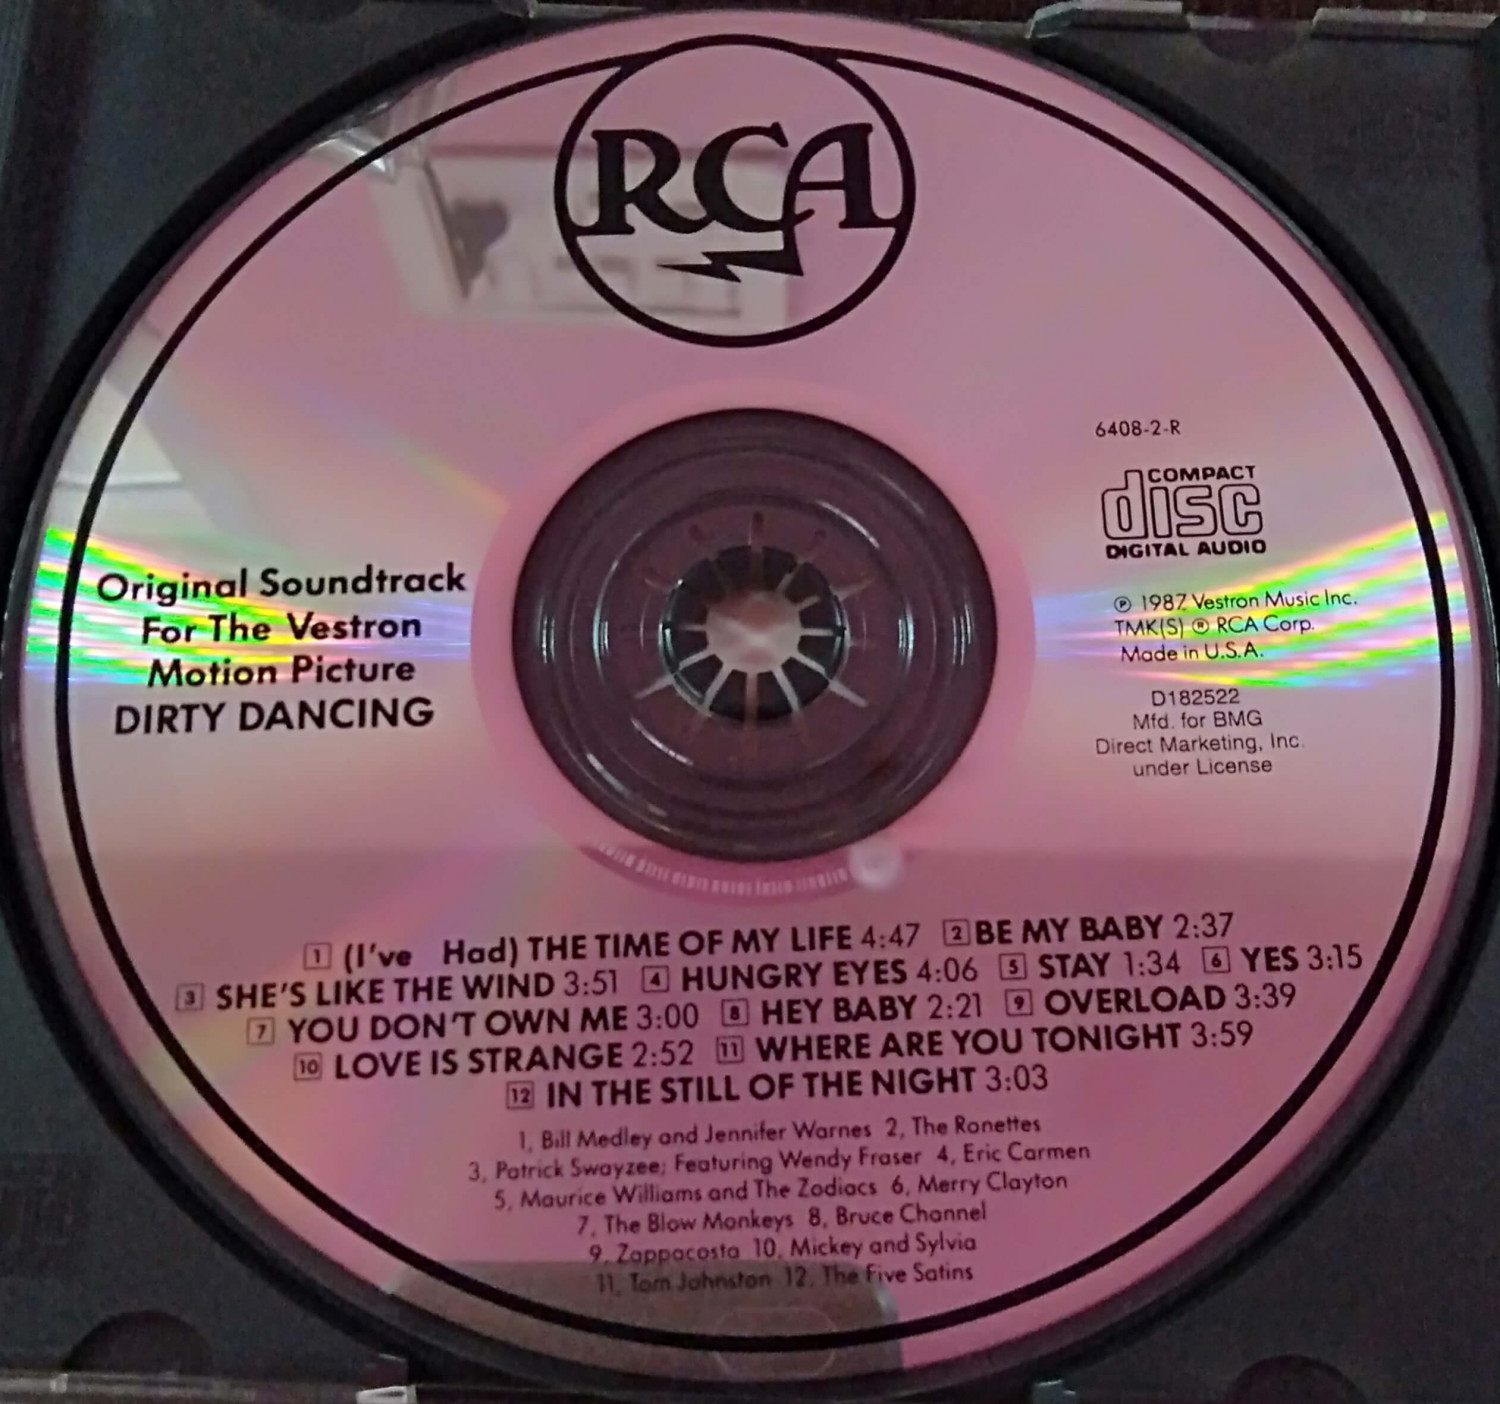 RCA
6408-2-R
COMPACT
disc
DIGITAL AUDIO
Original Soundtrack
For The Vestron
Motion Picture
DIRTY DANCING
℗ 1987 Vestron Music Inc.
TMK(S) ® RCA Corp.
Made in U.S.A.
D182522
Mfd. for BMG
Direct Marketing, Inc.
under License
1 (I've Had) THE TIME OF MY LIFE 4:47 2 BE MY BABY 2:37
3 SHE'S LIKE THE WIND 3:51 4 HUNGRY EYES 4:06 5 STAY 1:34 6 YES 3:15
7 YOU DON'T OWN ME 3:00 8 HEY BABY 2:21 9 OVERLOAD 3:39
10 LOVE IS STRANGE 2:52 11 WHERE ARE YOU TONIGHT 3:59
12 IN THE STILL OF THE NIGHT 3:03
1, Bill Medley and Jennifer Warnes 2, The Ronettes
3, Patrick Swayzee; Featuring Wendy Fraser 4, Eric Carmen
5, Maurice Williams and The Zodiacs 6, Merry Clayton
7, The Blow Monkeys 8, Bruce Channel
9, Zappacosta 10, Mickey and Sylvia
11, Tom Johnston 12, The Five Satins